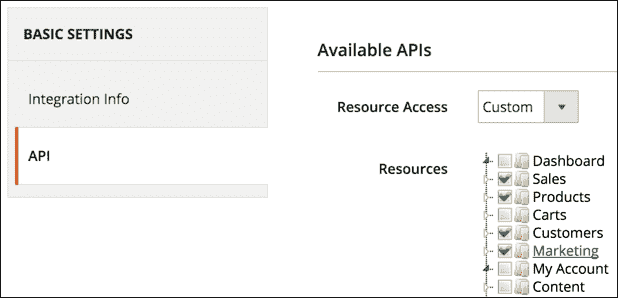 BASIC SETTINGS
Integration Info
API
Available APIs
Resource Access
Custom
Resources
Dashboard
Sales
Products
Carts
Customers
Marketing
My Account
Content